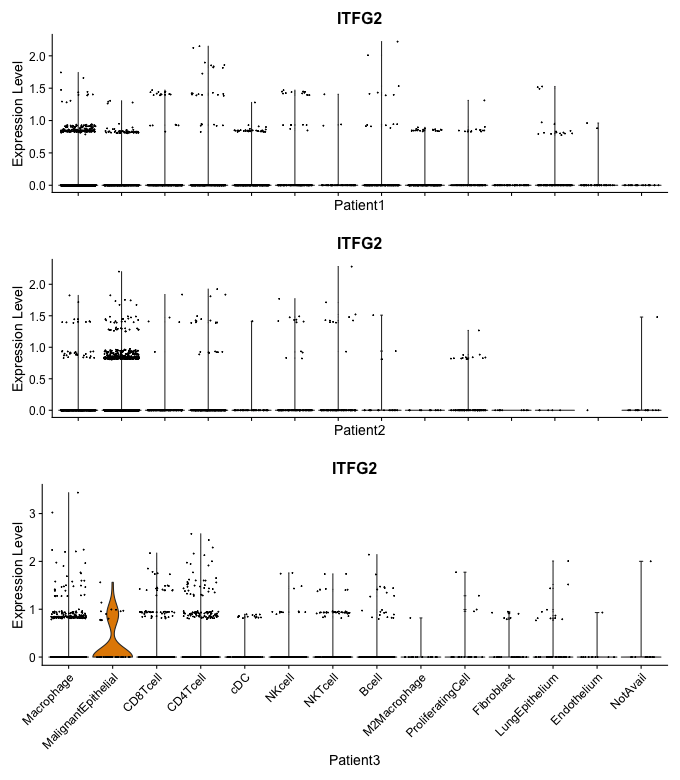 ITFG2
Expression Level
2.0
1.5
1.0
0.5
0.0
Patient1
ITFG2
Expression Level
2.0
1.5
1.0
0.5
0.0
Patient2
ITFG2
Expression Level
3
2
1
0
Macrophage
MalignantEpithelial
CD8Tcell
CD4Tcell
cDC
NKcell
NKTcell
Bcell
M2Macrophage
ProliferatingCell
Fibroblast
LungEpithelium
Endothelium
NotAvail
Patient3